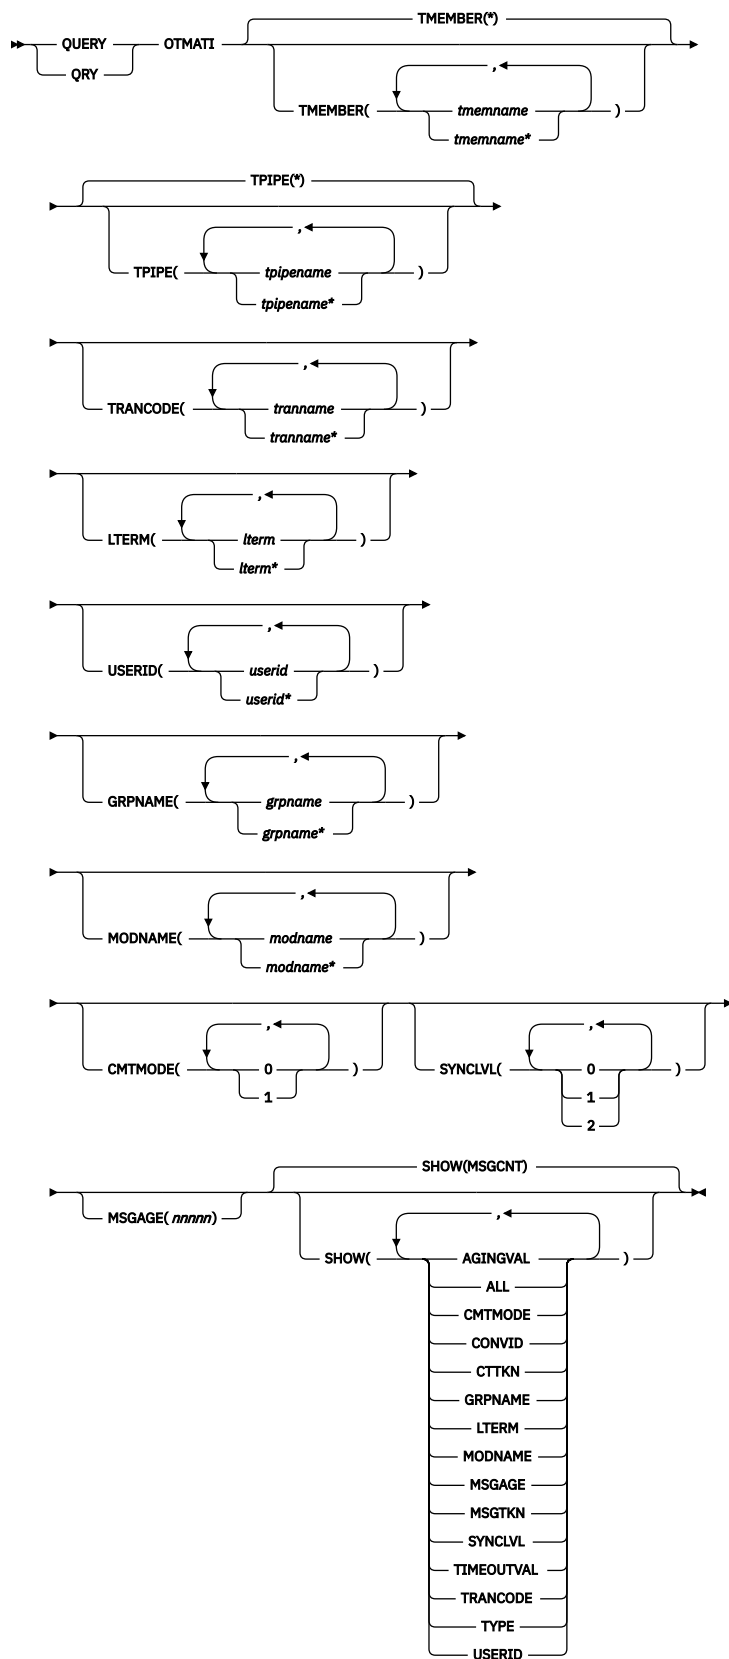 TMEMBER(*)
QUERY OTMATI
QRY
,
TMEMBER( tmemname )
tmemname*
TPIPE(*)
,
TPIPE( tpipename )
tpipename*
,
TRANCODE( tranname )
tranname*
,
LTERM( lterm )
lterm*
,
USERID( userid )
userid*
,
GRPNAME( grpname )
grpname*
,
MODNAME( modname )
modname*
, ,
CMTMODE( 0 ) SYNCLVL( 0 )
1 1
2
SHOW(MSGCNT)
MSGAGE( nnnnn )
,
SHOW( AGINGVAL )
ALL
CMTMODE
CONVID
CTTKN
GRPNAME
LTERM
MODNAME
MSGAGE
MSGTKN
SYNCLVL
TIMEOUTVAL
TRANCODE
TYPE
USERID